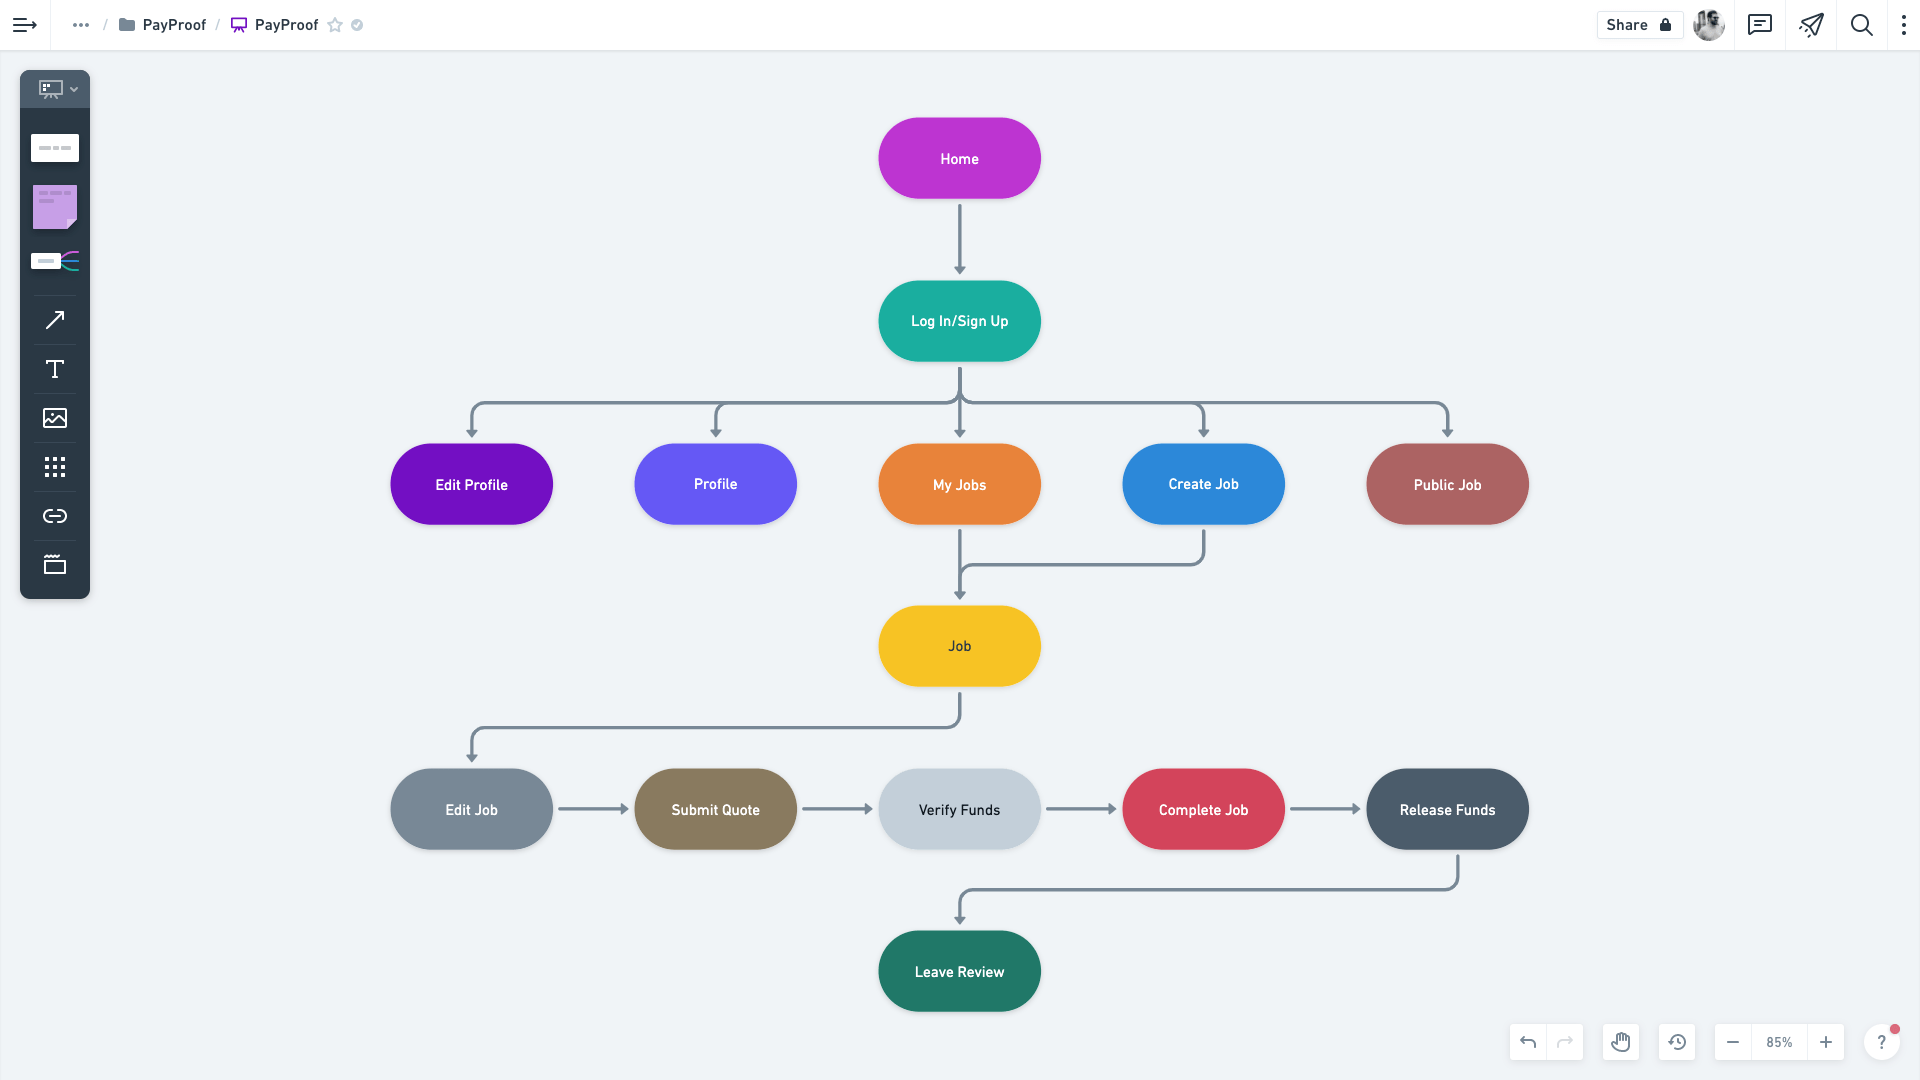 ... / PayProof / PayProof
Share
Home
Log In/Sign Up
Edit Profile
Profile
My Jobs
Create Job
Public Job
Job
Edit Job
Submit Quote
Verify Funds
Complete Job
Release Funds
Leave Review
85%
?